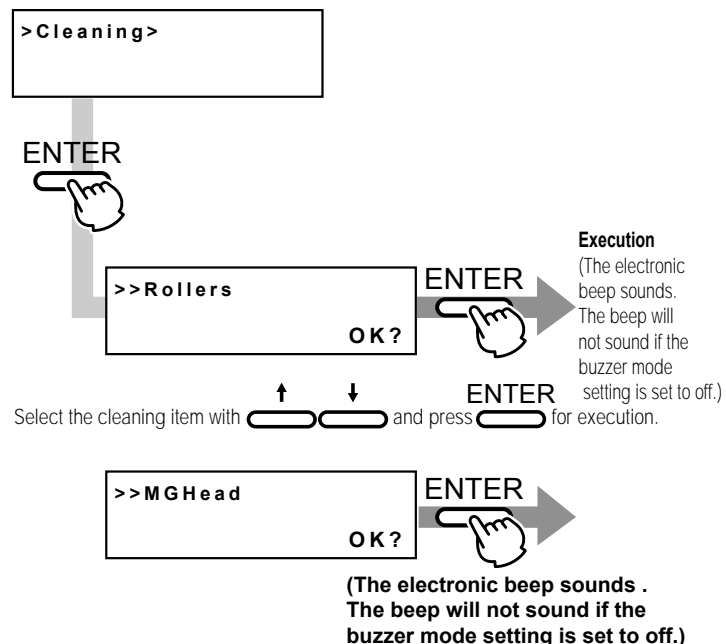 >Cleaning>
ENTER
>>Rollers
OK?
ENTER
Execution
(The electronic
beep sounds.
The beep will
not sound if the
buzzer mode
setting is set to off.)
↑ ↓ ENTER
Select the cleaning item with and press for execution.
>>MGHead
OK?
ENTER
(The electronic beep sounds .
The beep will not sound if the
buzzer mode setting is set to off.)